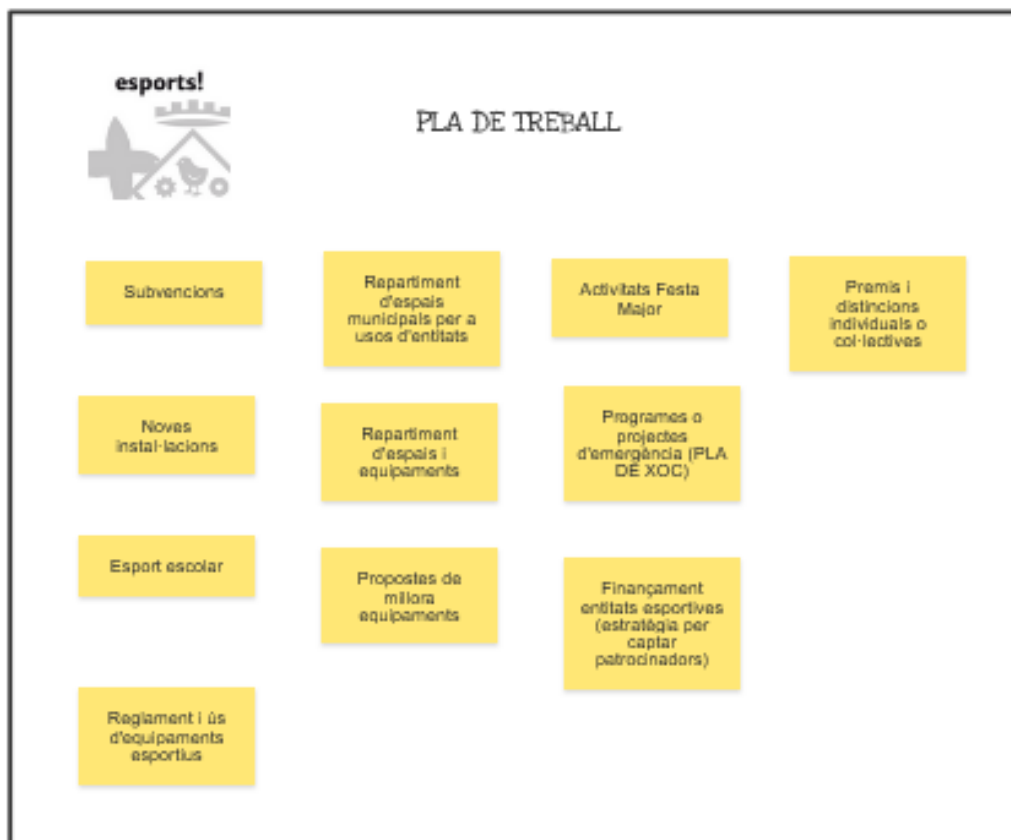 esports!
PLA DE TREBALL
Subvencions
Repartiment
d'espais
municipals per a
usos d'entitats
Activitats Festa
Major
Premis i
distincions
individuals o
col·lectives
Noves
instal·lacions
Repartiment
d'espais i
equipaments
Programes o
projectes
d'emergència (PLA
DE XOC)
Esport escolar
Propostes de
millora
equipaments
Finançament
entitats esportives
(estratègia per
captar
patrocinadors)
Reglament i ús
d'equipaments
esportius